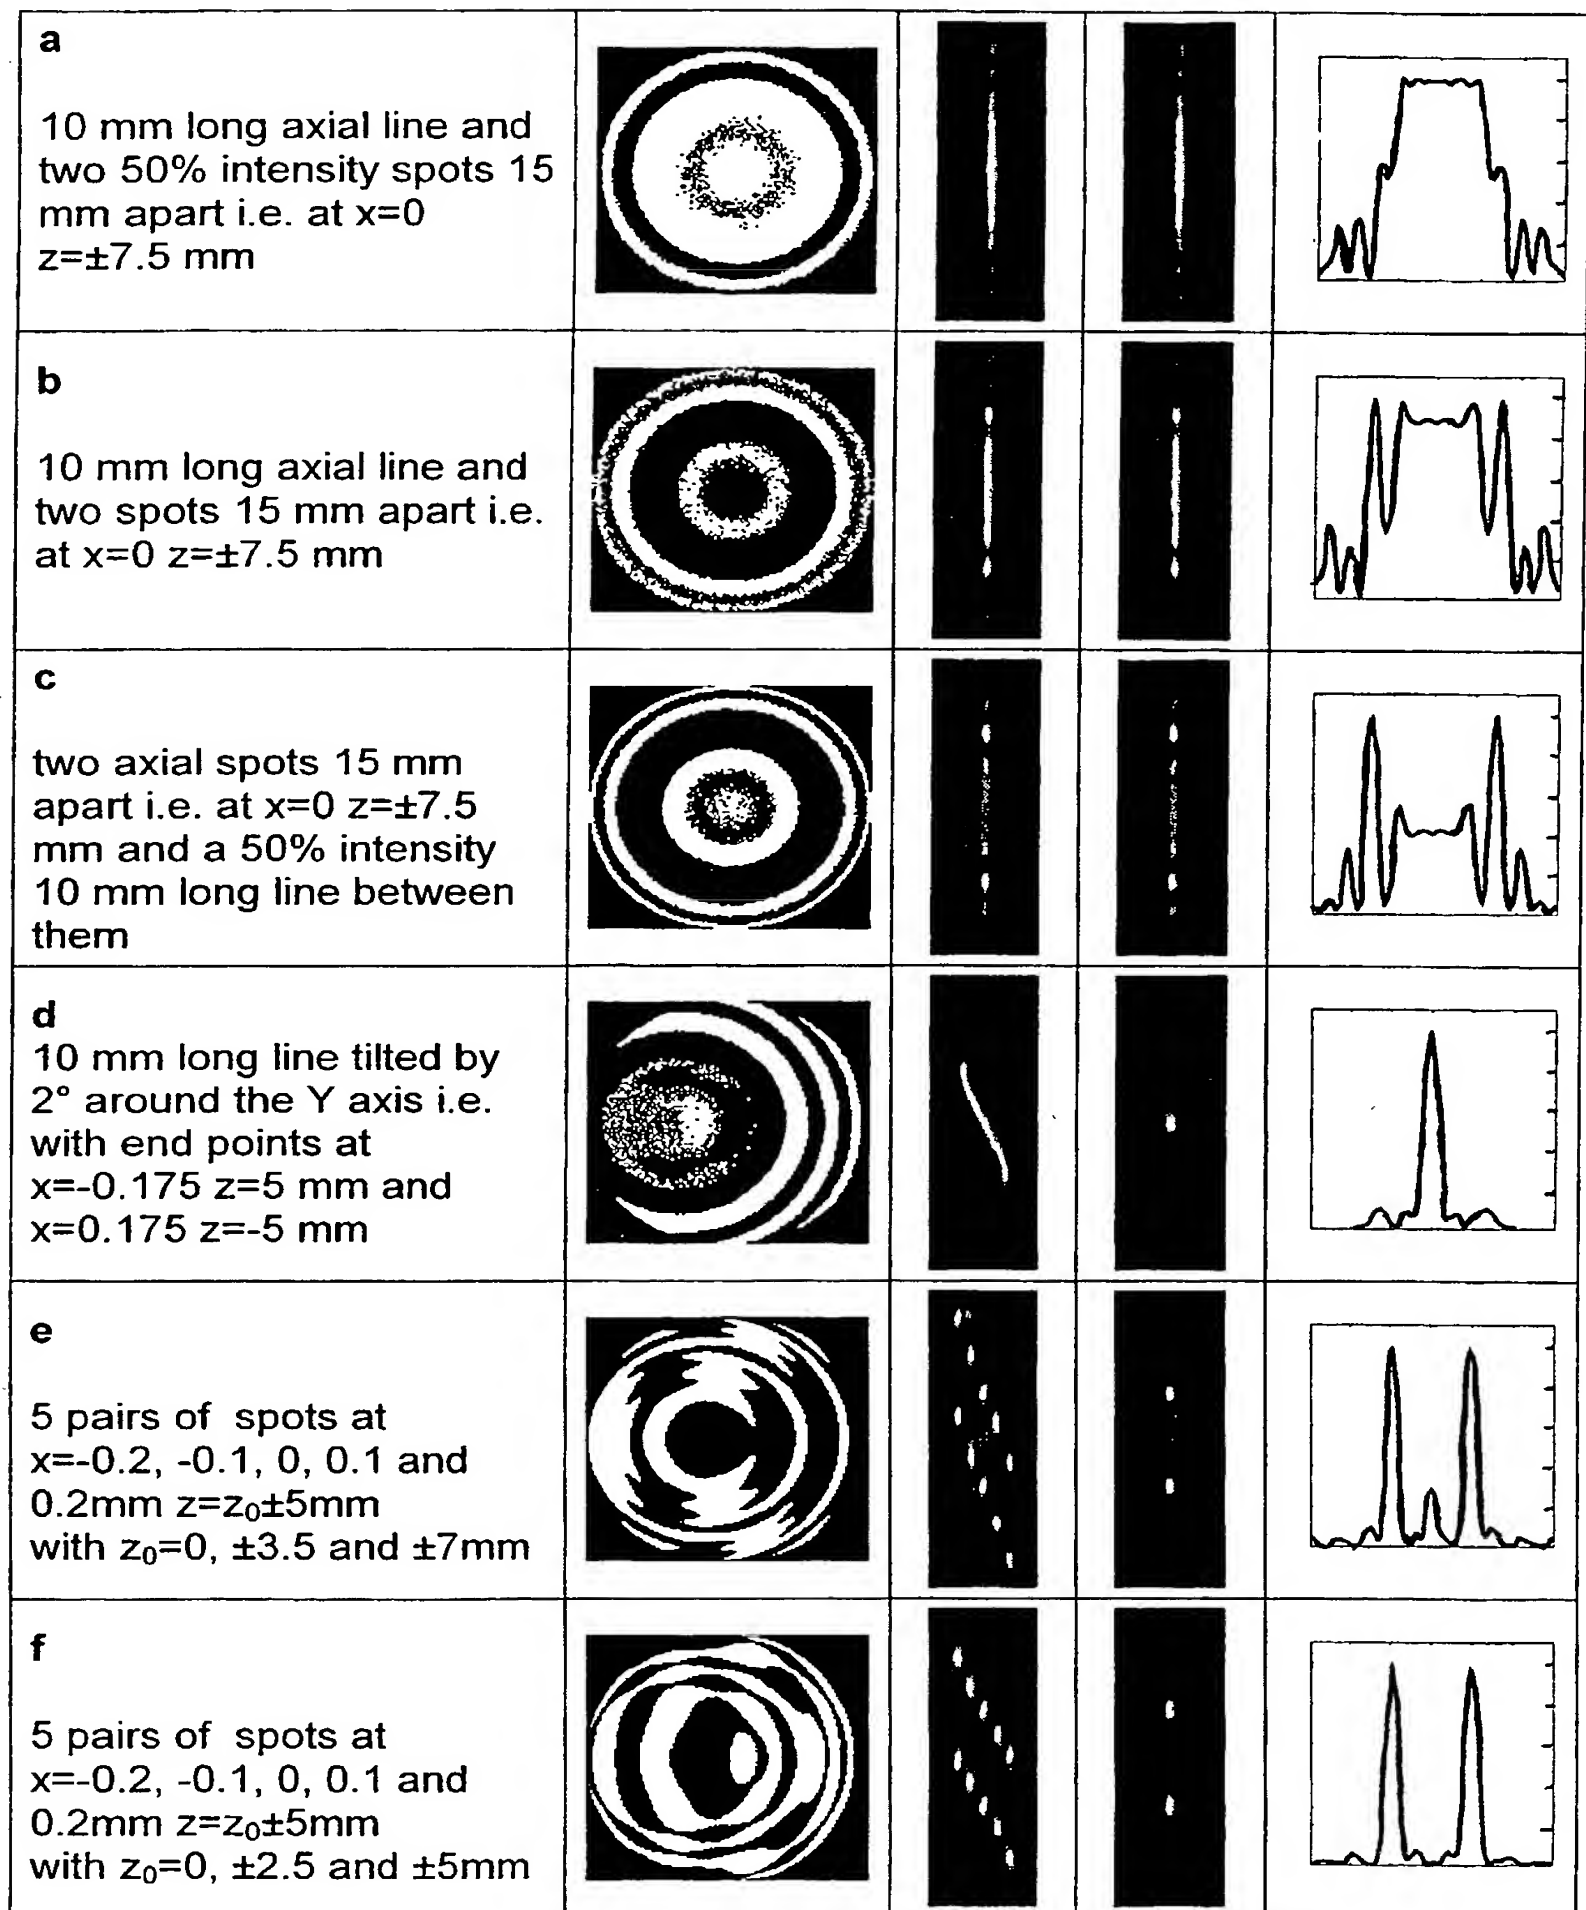 a
10 mm long axial line and
two 50% intensity spots 15
mm apart i.e. at x=0
z=±7.5 mm
b
10 mm long axial line and
two spots 15 mm apart i.e.
at x=0 z=±7.5 mm
c
two axial spots 15 mm
apart i.e. at x=0 z=±7.5
mm and a 50% intensity
10 mm long line between
them
d
10 mm long line tilted by
2° around the Y axis i.e.
with end points at
x=-0.175 z=5 mm and
x=0.175 z=-5 mm
e
5 pairs of spots at
x=-0.2, -0.1, 0, 0.1 and
0.2mm z=z₀±5mm
with z₀=0, ±3.5 and ±7mm
f
5 pairs of spots at
x=-0.2, -0.1, 0, 0.1 and
0.2mm z=z₀±5mm
with z₀=0, ±2.5 and ±5mm